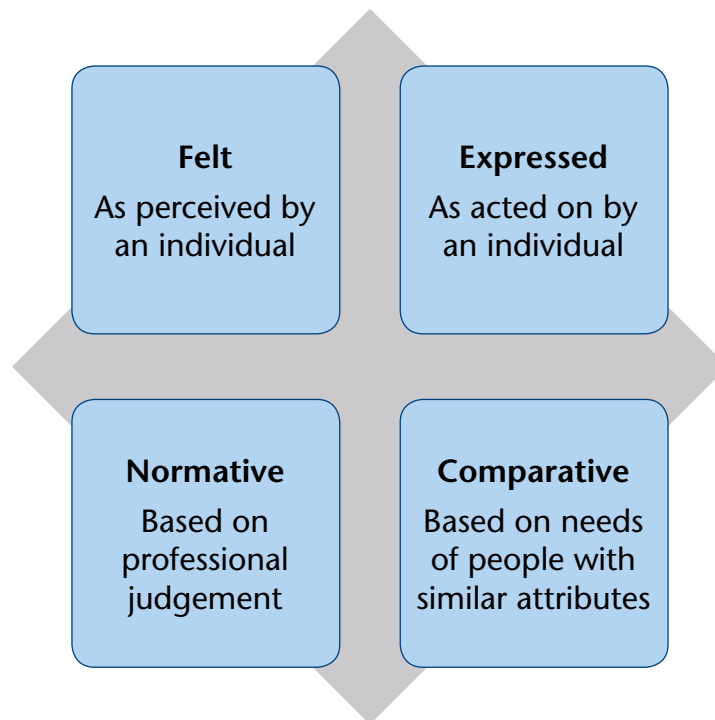 Felt
As perceived by
an individual
Expressed
As acted on by
an individual
Normative
Based on
professional
judgement
Comparative
Based on needs
of people with
similar attributes